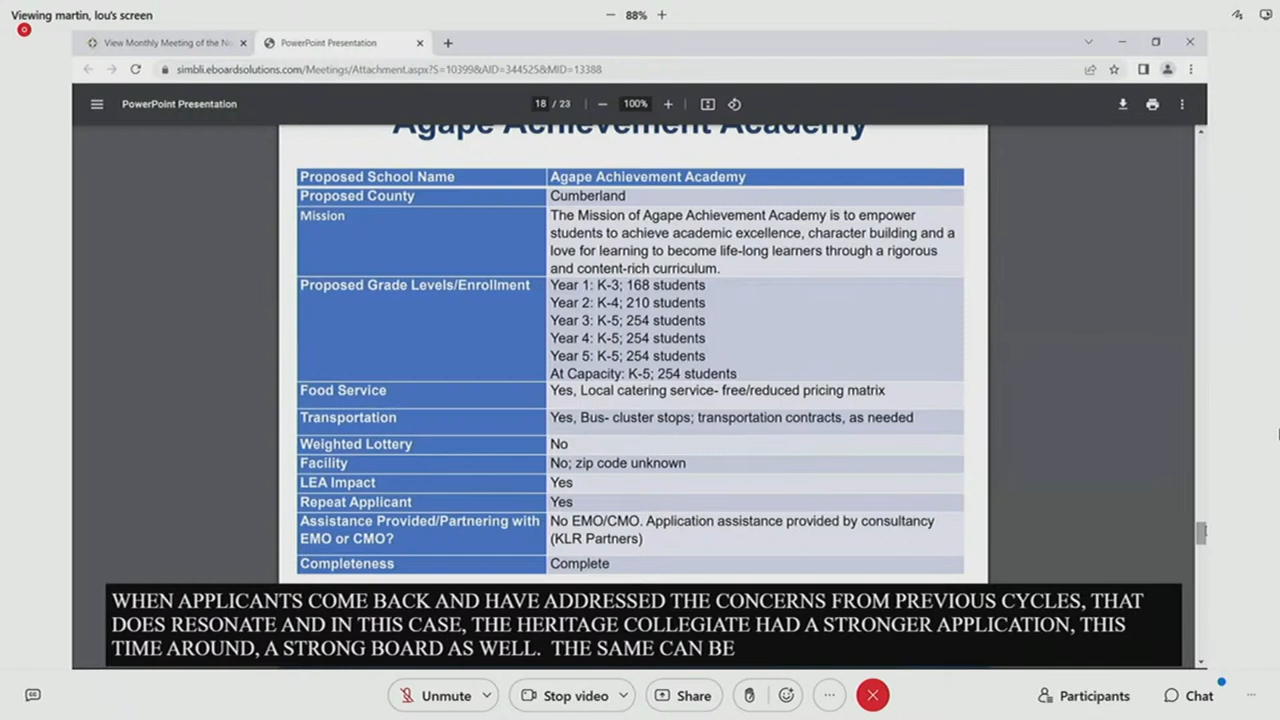 Viewing martin, lou's screen
88%
View Monthly Meeting of the No
PowerPoint Presentation
simbli.eboardsolutions.com/Meetings/Attachment.aspx?S=10399&AID=344525&MID=13388
PowerPoint Presentation
18 / 23
100%
Agape Achievement Academy
Proposed School Name Agape Achievement Academy
Proposed County Cumberland
Mission The Mission of Agape Achievement Academy is to empower
students to achieve academic excellence, character building and a
love for learning to become life-long learners through a rigorous
and content-rich curriculum.
Proposed Grade Levels/Enrollment Year 1: K-3; 168 students
Year 2: K-4; 210 students
Year 3: K-5; 254 students
Year 4: K-5; 254 students
Year 5: K-5; 254 students
At Capacity: K-5; 254 students
Food Service Yes, Local catering service- free/reduced pricing matrix
Transportation Yes, Bus- cluster stops; transportation contracts, as needed
Weighted Lottery No
Facility No; zip code unknown
LEA Impact Yes
Repeat Applicant Yes
Assistance Provided/Partnering with No EMO/CMO. Application assistance provided by consultancy
EMO or CMO? (KLR Partners)
Completeness Complete
WHEN APPLICANTS COME BACK AND HAVE ADDRESSED THE CONCERNS FROM PREVIOUS CYCLES, THAT
DOES RESONATE AND IN THIS CASE, THE HERITAGE COLLEGIATE HAD A STRONGER APPLICATION, THIS
TIME AROUND, A STRONG BOARD AS WELL. THE SAME CAN BE
Unmute
Stop video
Share
Participants
Chat